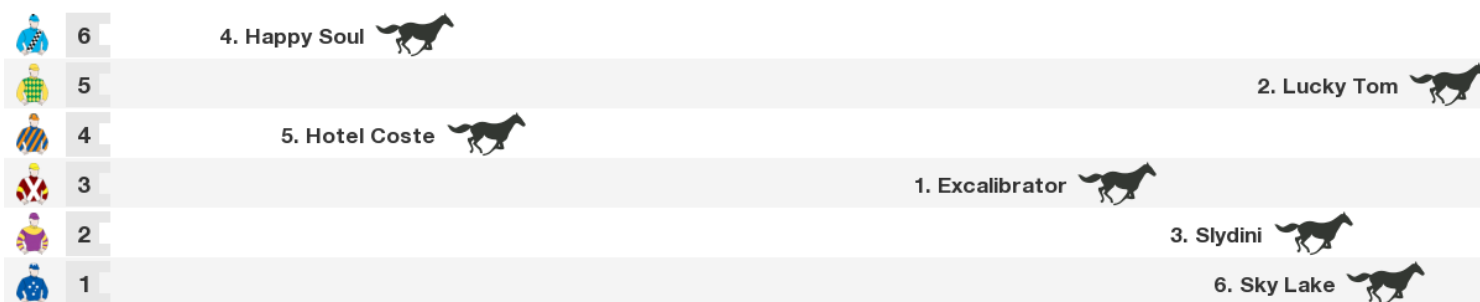 6 4. Happy Soul
5 2. Lucky Tom
4 5. Hotel Coste
3 1. Excalibrator
2 3. Slydini
1 6. Sky Lake